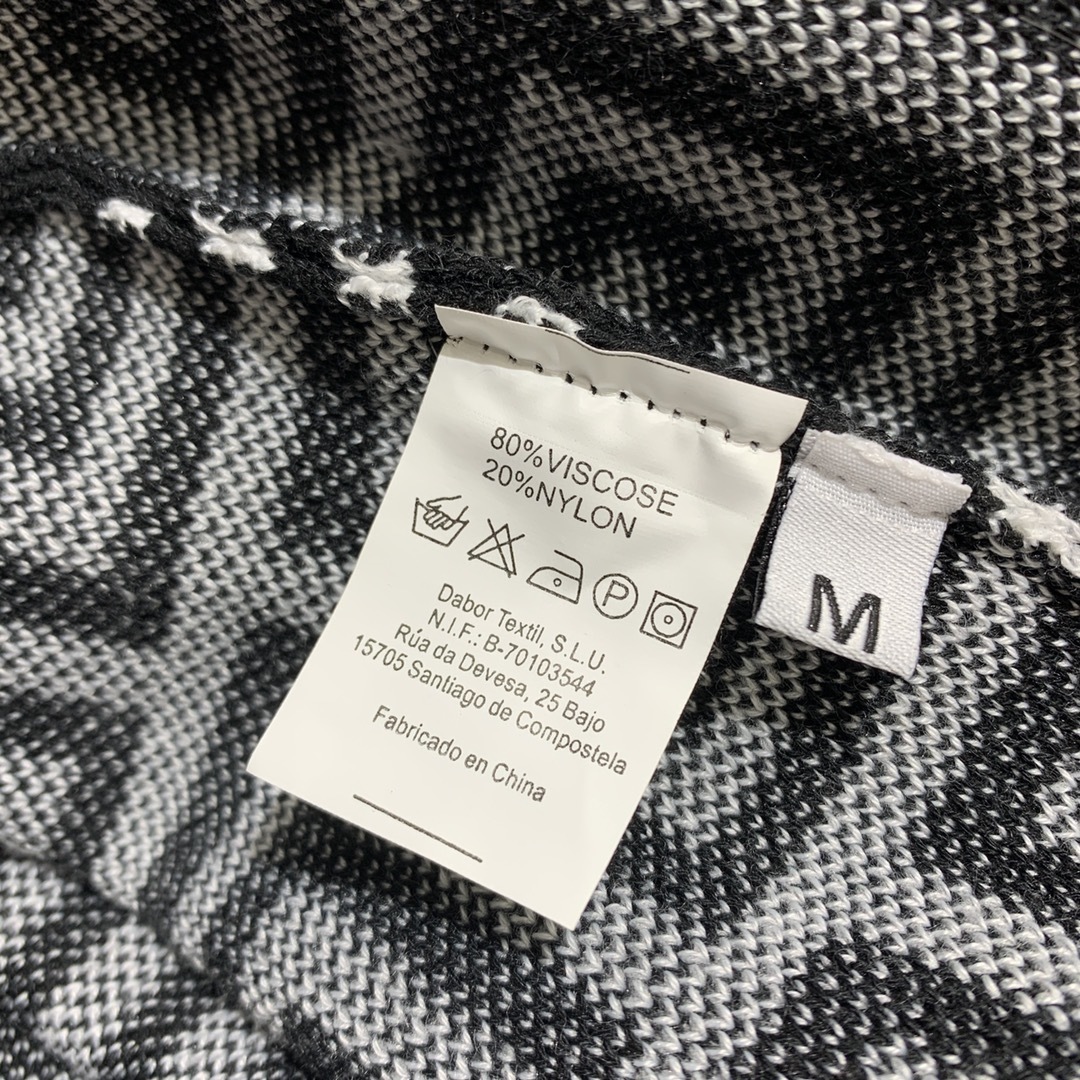 80%VISCOSE
20%NYLON
P
Dabor Textil, S.L.U.
N.I.F.: B-70103544
Rúa da Devesa, 25 Bajo
15705 Santiago de Compostela
Fabricado en China
M